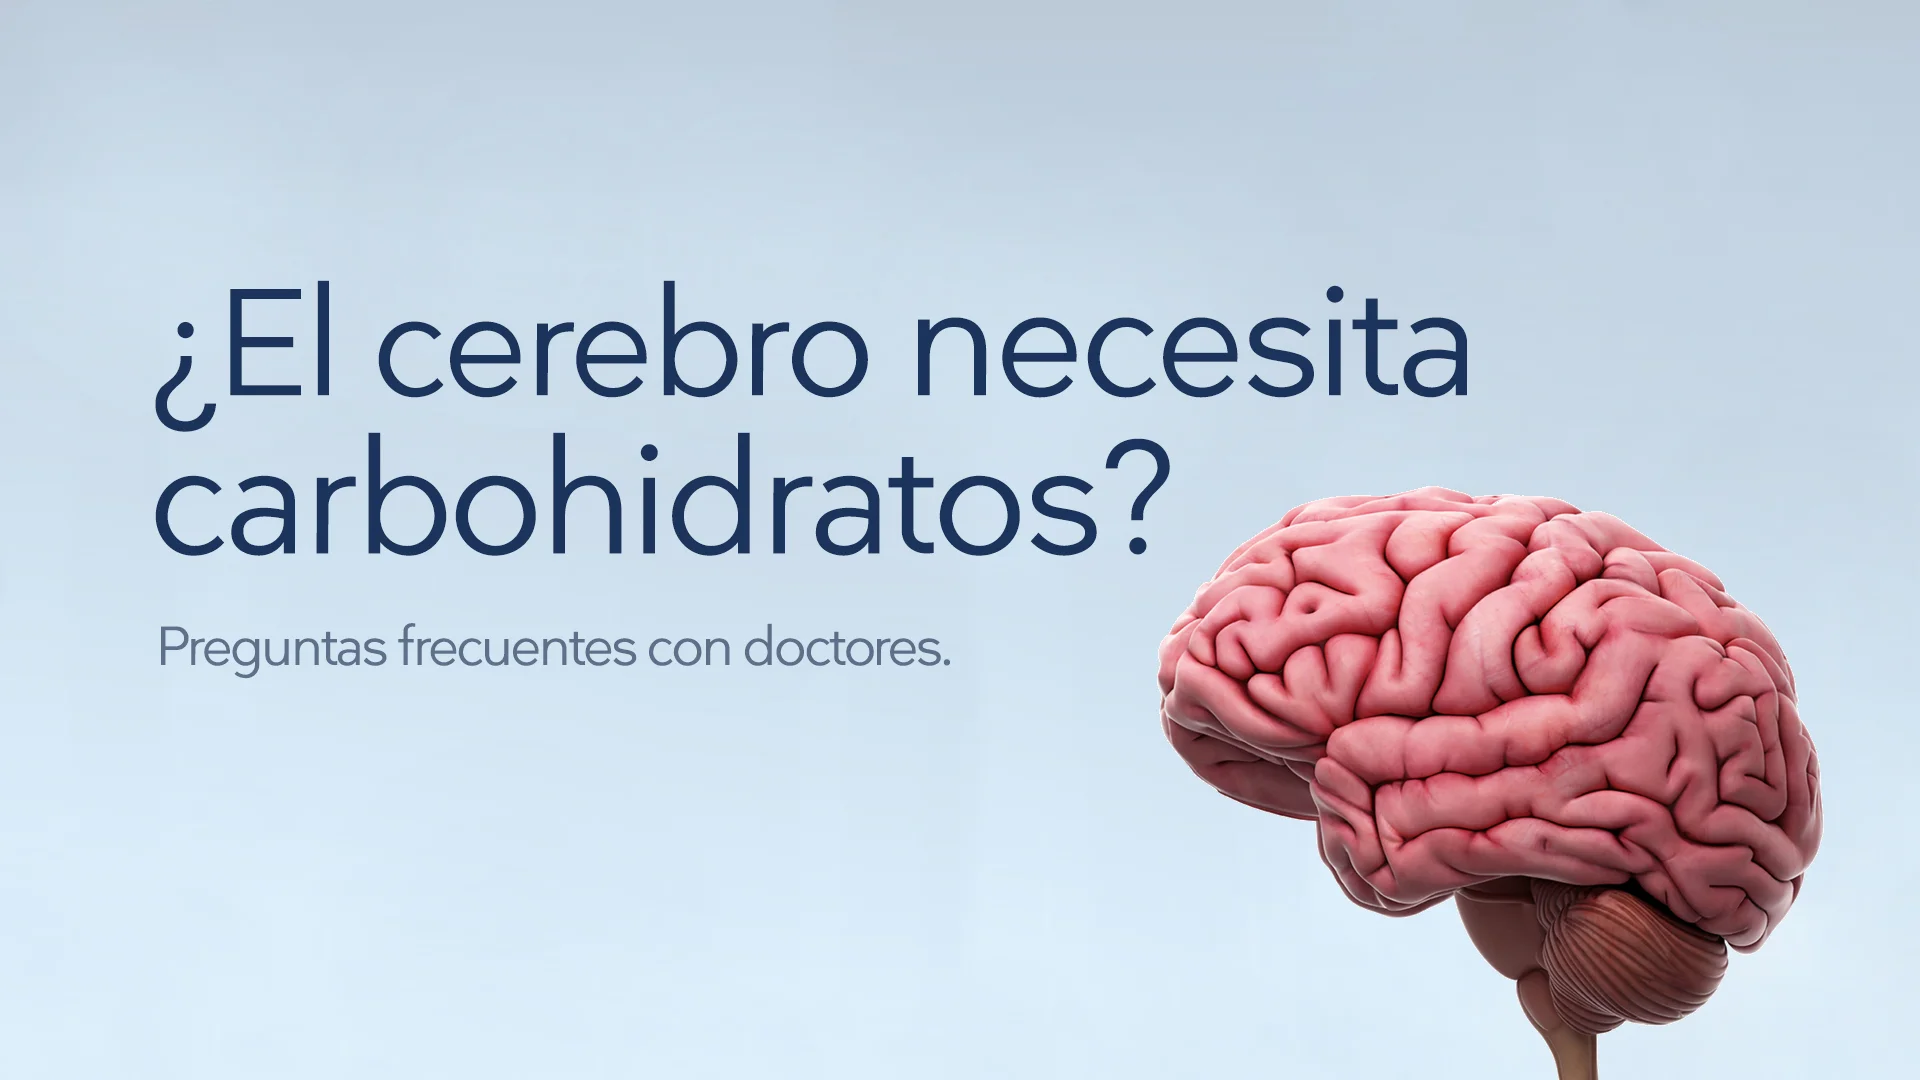 ¿El cerebro necesita
carbohidratos?
Preguntas frecuentes con doctores.